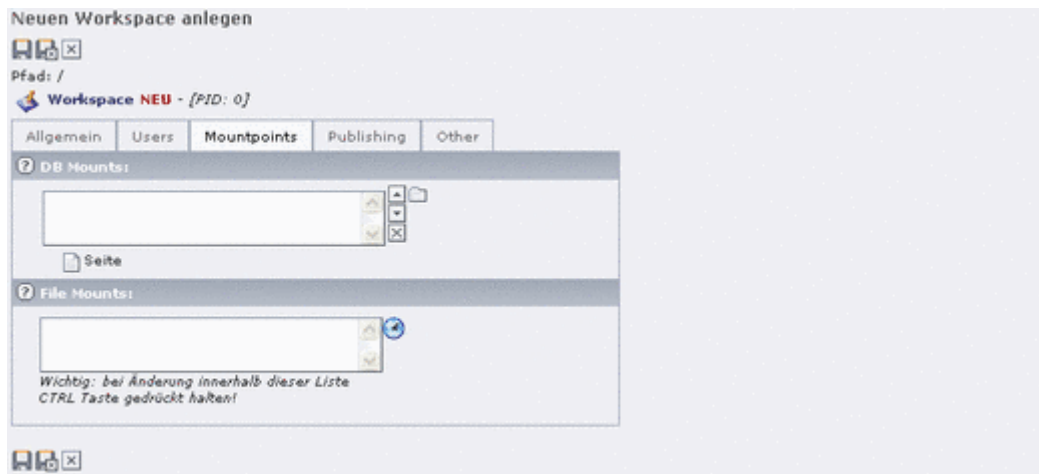 Neuen Workspace anlegen
Pfad: /
Workspace NEU - [PID: 0]
Allgemein Users Mountpoints Publishing Other
DB Mounts:
Seite
File Mounts:
Wichtig: bei Änderung innerhalb dieser Liste
CTRL Taste gedrückt halten!